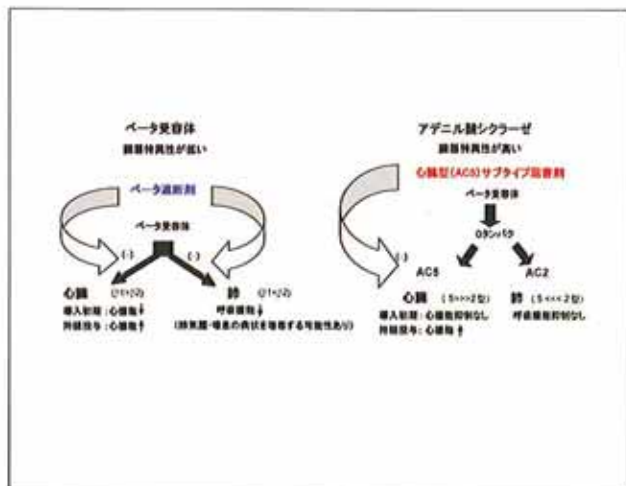 ベータ受容体
臓器特異性が低い
ベータ遮断剤
ベータ受容体
(-) (-)
心臓 (β1+β2)
導入初期:心機能↓
持続投与:心機能↑
肺 (β1+β2)
呼吸機能↓
(肺気腫・喘息の病状を増悪する可能性あり)
アデニル酸シクラーゼ
臓器特異性が高い
心臓型(AC5)サブタイプ阻害剤
ベータ受容体
Gタンパク
(-)
AC5 AC2
心臓 (5>>>2型)
導入初期:心機能抑制なし
持続投与:心機能↑
肺 (5<<<2型)
呼吸機能抑制なし